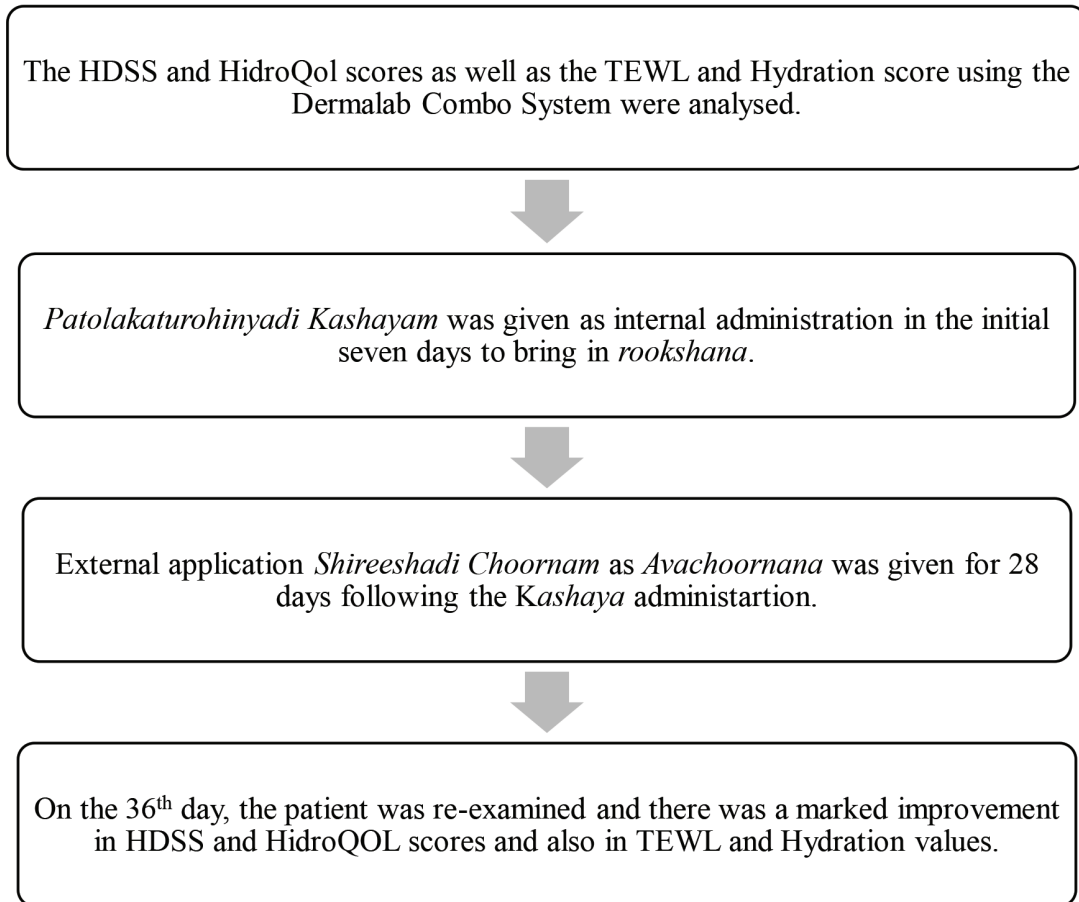 The HDSS and HidroQol scores as well as the TEWL and Hydration score using the
Dermalab Combo System were analysed.
Patolakaturohinyadi Kashayam was given as internal administration in the initial
seven days to bring in rookshana.
External application Shireeshadi Choornam as Avachoornana was given for 28
days following the Kashaya administartion.
On the 36th day, the patient was re-examined and there was a marked improvement
in HDSS and HidroQOL scores and also in TEWL and Hydration values.